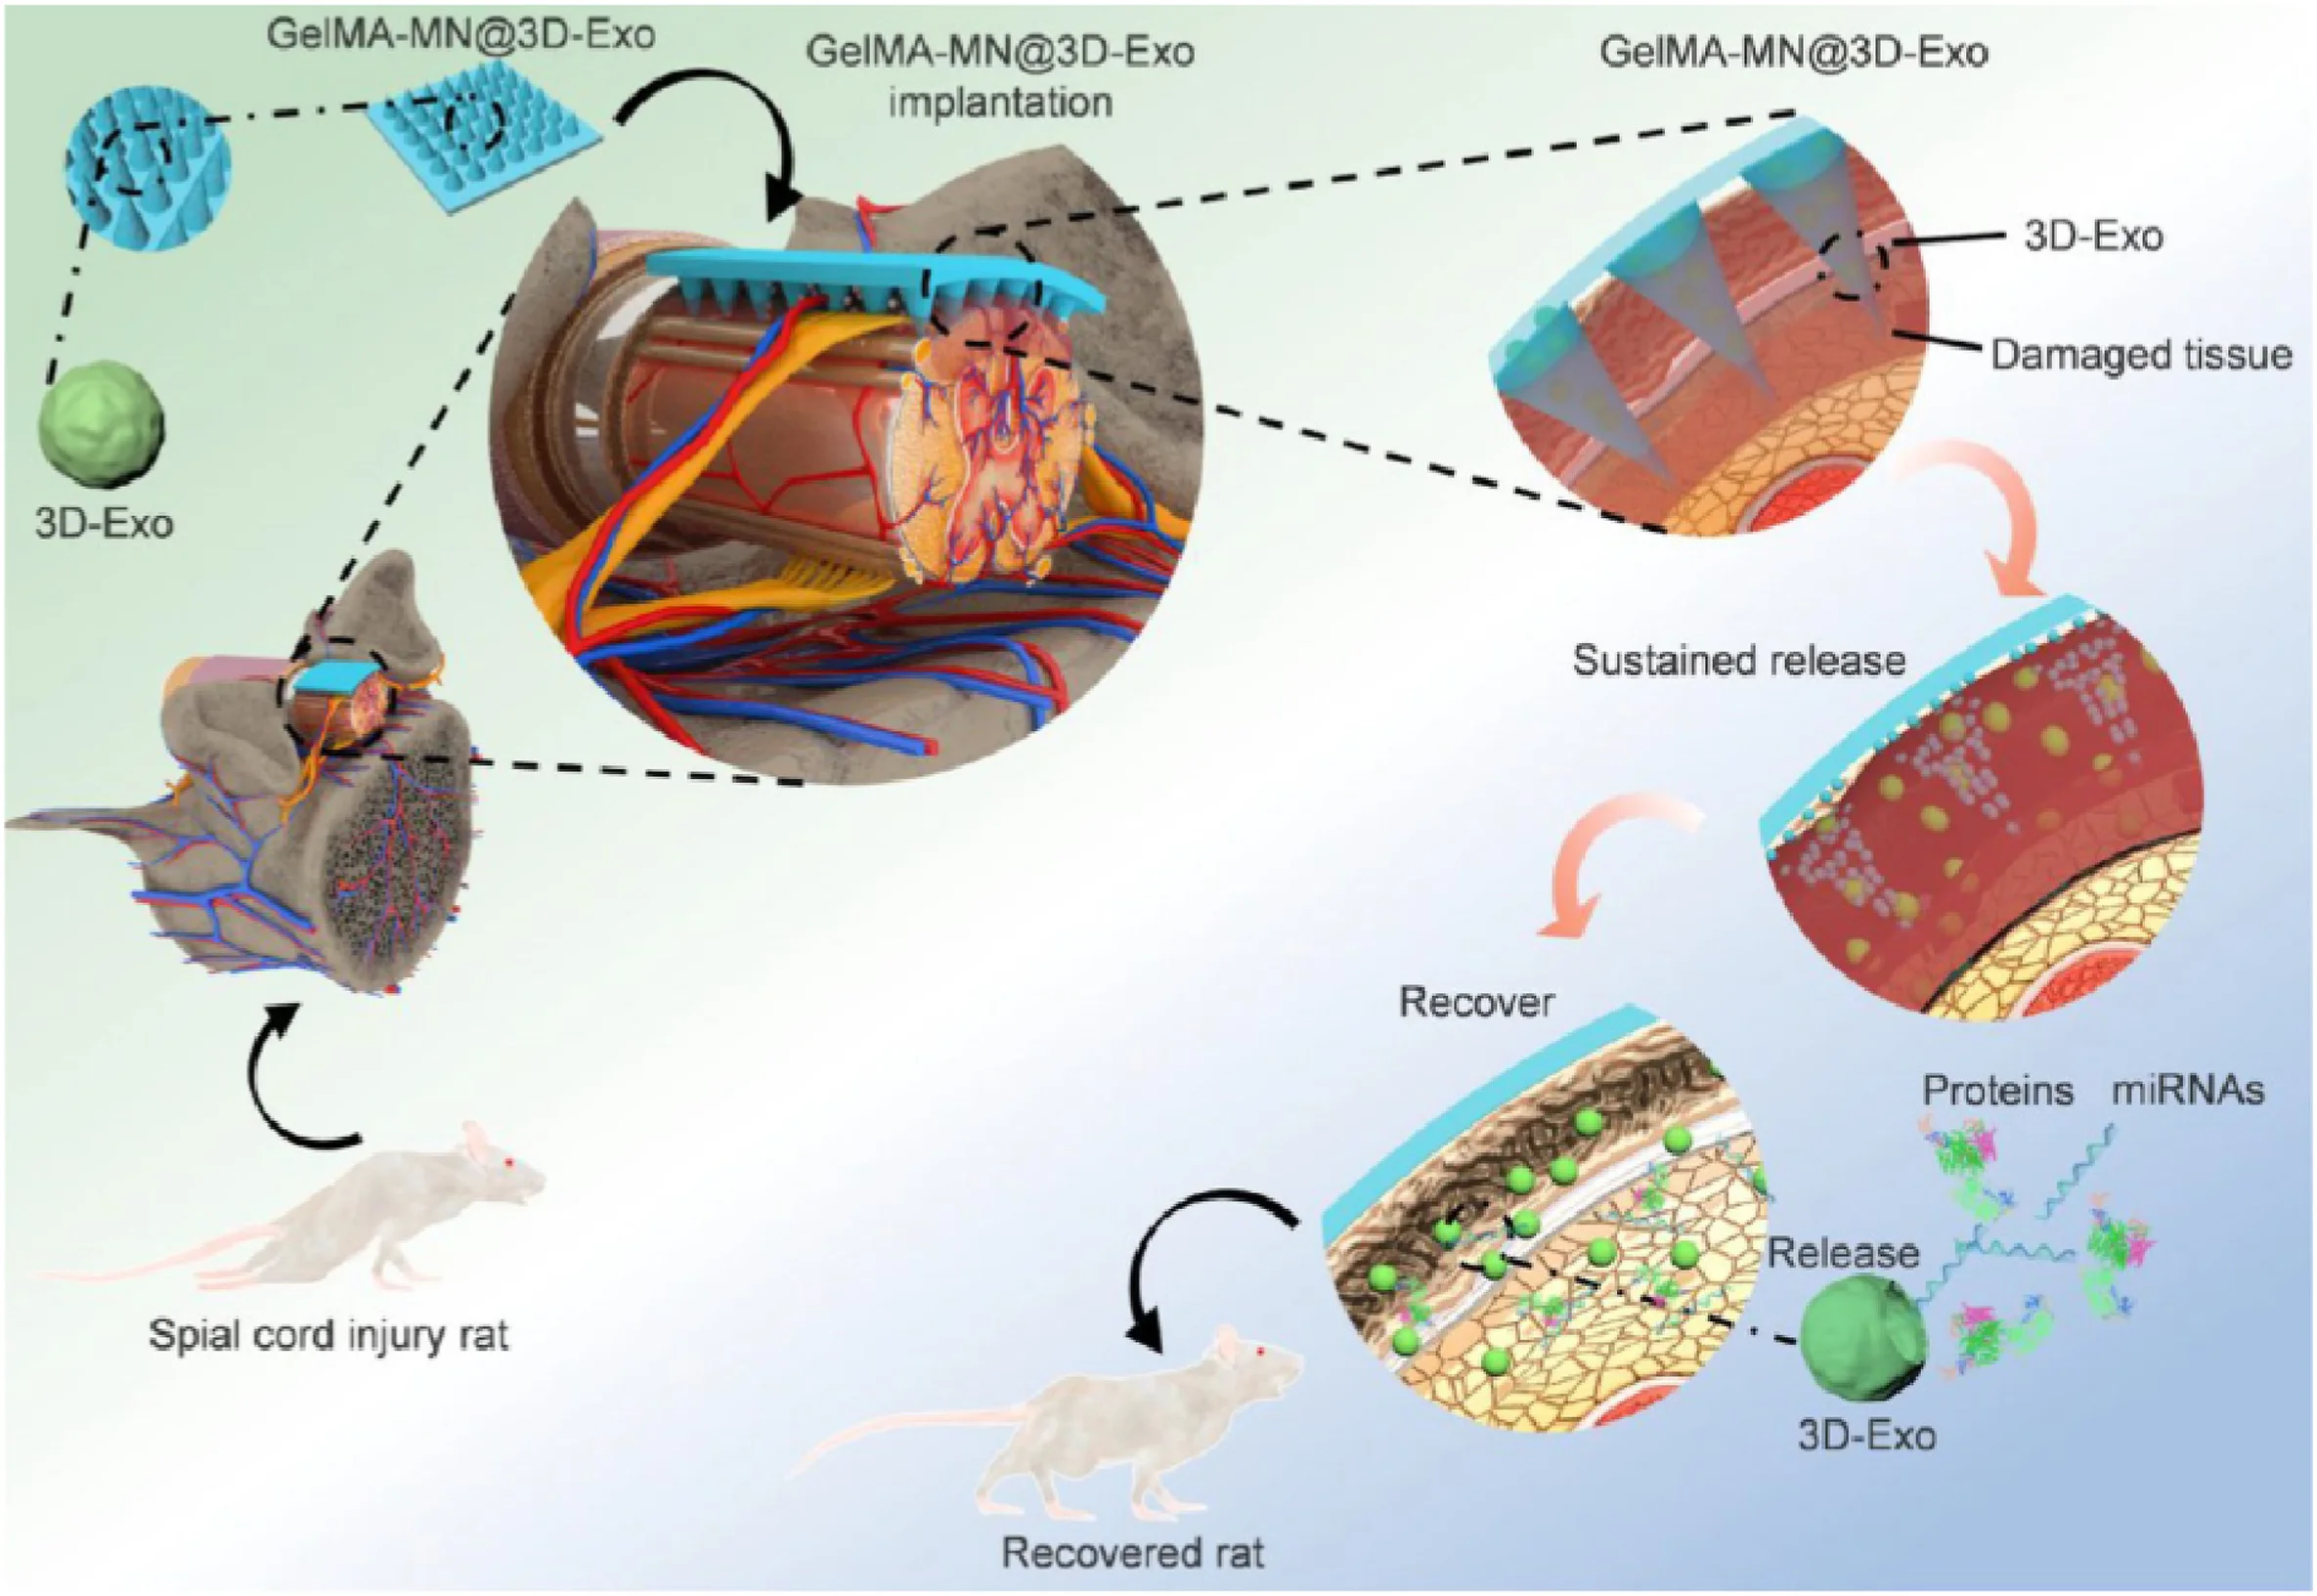 GelMA-MN@3D-Exo
GelMA-MN@3D-Exo
implantation
GelMA-MN@3D-Exo
3D-Exo
Damaged tissue
3D-Exo
Sustained release
Recover
Proteins miRNAs
Release
3D-Exo
Spial cord injury rat
Recovered rat